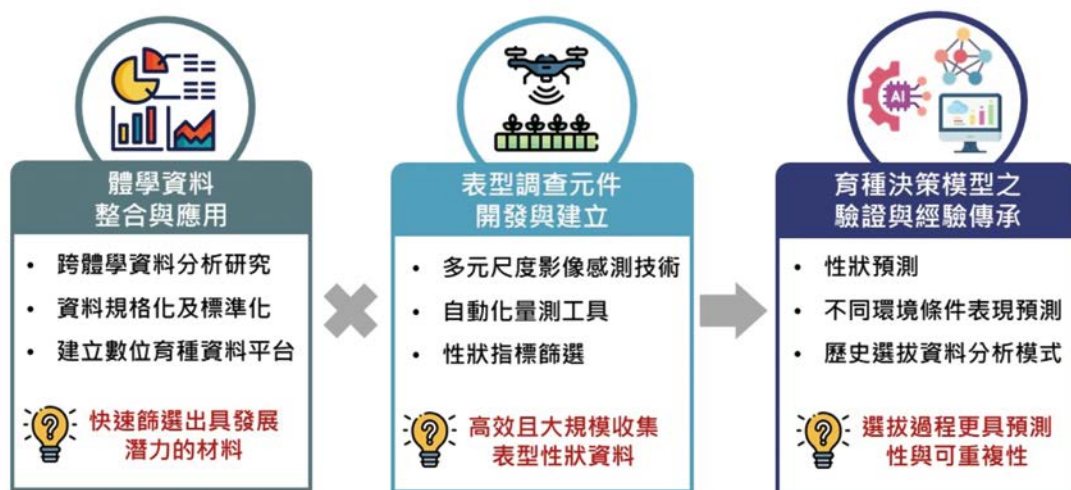 體學資料
整合與應用
• 跨體學資料分析研究
• 資料規格化及標準化
• 建立數位育種資料平台
快速篩選出具發展
潛力的材料
表型調查元件
開發與建立
• 多元尺度影像感測技術
• 自動化量測工具
• 性狀指標篩選
高效且大規模收集
表型性狀資料
AI
育種決策模型之
驗證與經驗傳承
• 性狀預測
• 不同環境條件表現預測
• 歷史選拔資料分析模式
選拔過程更具預測
性與可重複性